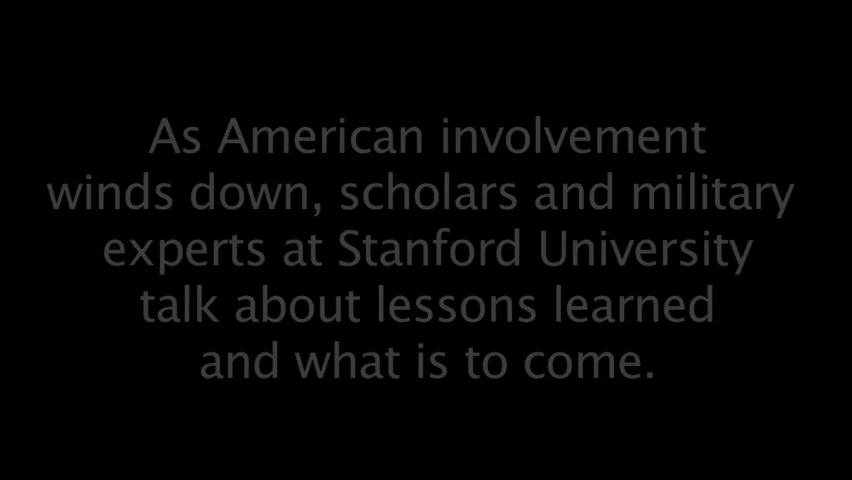 As American involvement
winds down, scholars and military
experts at Stanford University
talk about lessons learned
and what is to come.